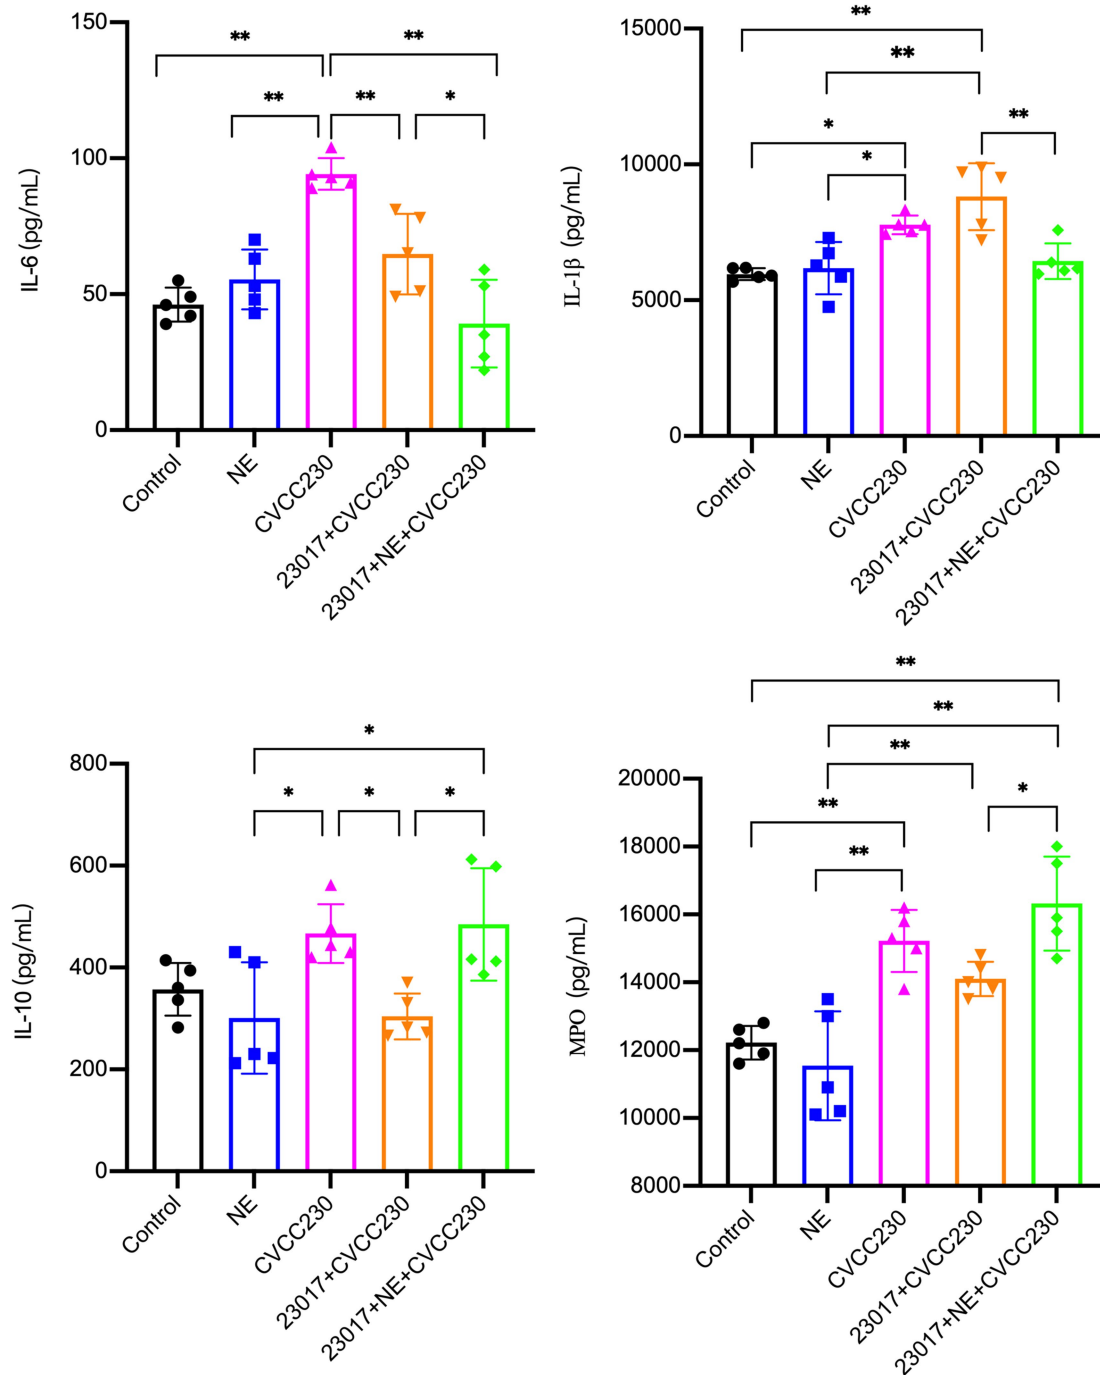 IL-6 (pg/mL)
150
100
50
0
**
**
**
**
*
Control
NE
CVCC230
23017+CVCC230
23017+NE+CVCC230
IL-1β (pg/mL)
15000
10000
5000
0
**
**
**
*
*
Control
NE
CVCC230
23017+CVCC230
23017+NE+CVCC230
IL-10 (pg/mL)
800
600
400
200
0
*
*
*
*
Control
NE
CVCC230
23017+CVCC230
23017+NE+CVCC230
MPO (pg/mL)
20000
18000
16000
14000
12000
10000
8000
**
**
**
*
**
**
Control
NE
CVCC230
23017+CVCC230
23017+NE+CVCC230